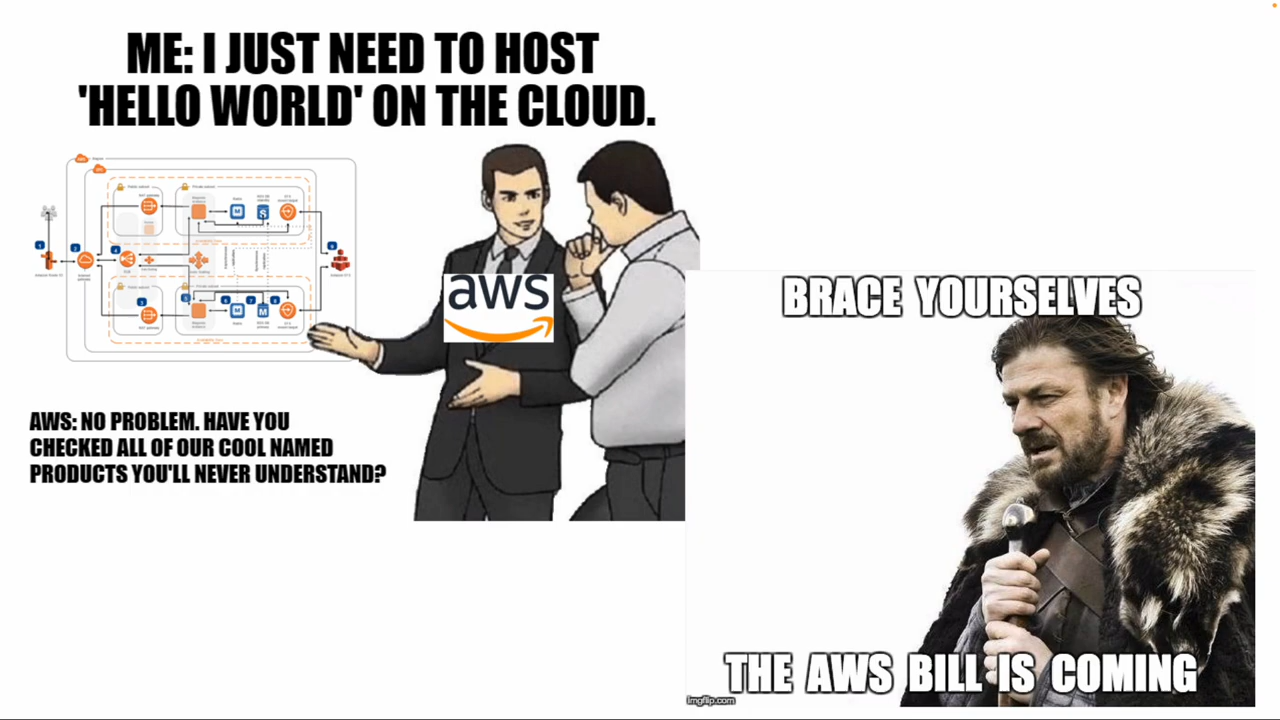 ME: I JUST NEED TO HOST
'HELLO WORLD' ON THE CLOUD.
aws
AWS: NO PROBLEM. HAVE YOU
CHECKED ALL OF OUR COOL NAMED
PRODUCTS YOU'LL NEVER UNDERSTAND?
BRACE YOURSELVES
THE AWS BILL IS COMING
imgflip.com